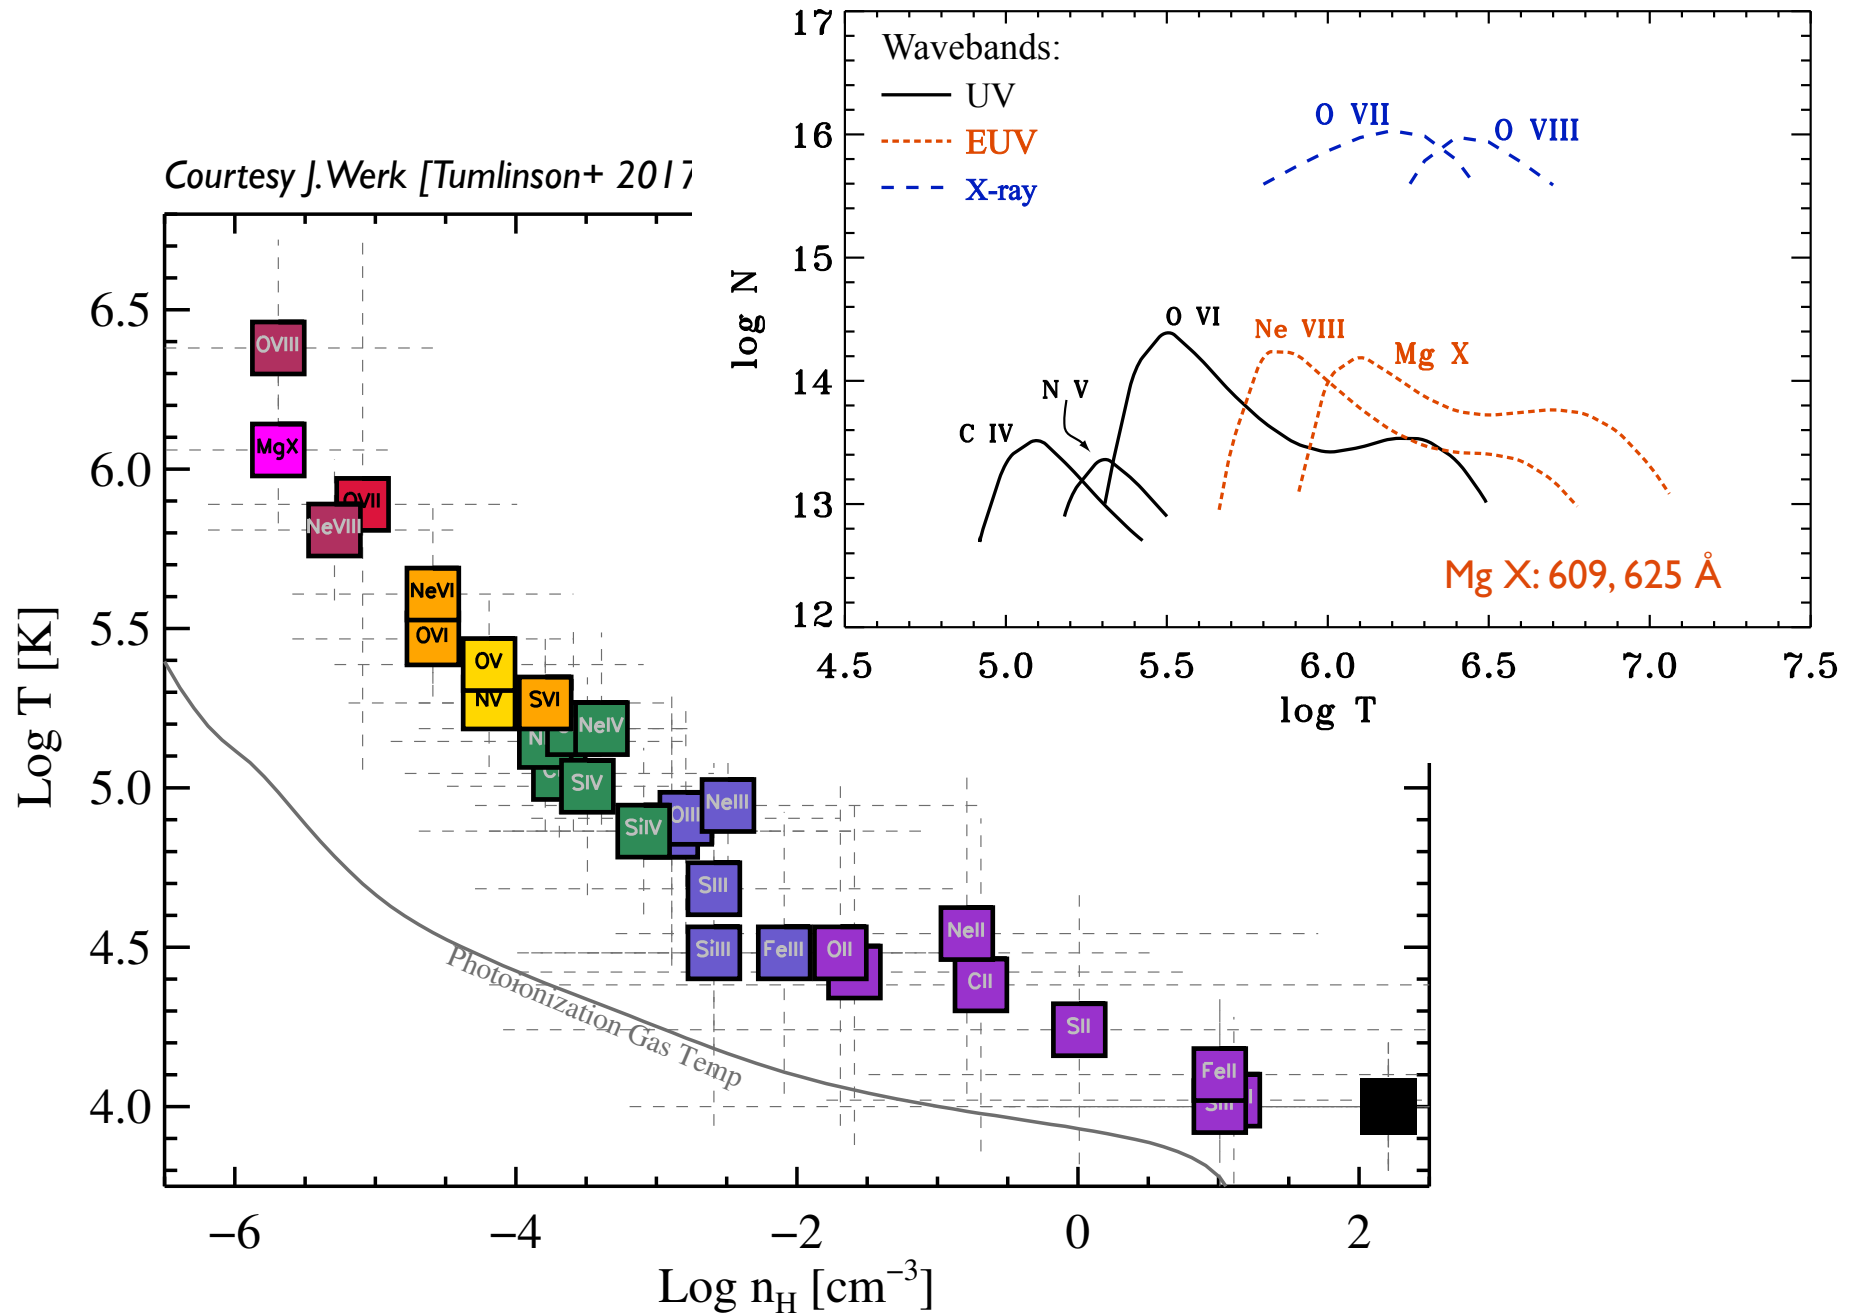 Courtesy J. Werk [Tumlinson+ 2017
Log T [K]
6.5
6.0
5.5
5.0
4.5
4.0
−6
−4
−2
0
2
Log nH [cm−3]
OVIII
MgX
OVII
NeVIII
NeVI
OVI
OV
NV
SVI
NeIV
N
C
SIV
SiIV
OIII
NeIII
SIII
SiIII
FeIII
OII
NeII
CII
SII
FeII
SiII
Photoionization Gas Temp
17
16
15
14
13
12
log N
Wavebands:
UV
EUV
X-ray
O VII
O VIII
O VI
Ne VIII
Mg X
N V
C IV
Mg X: 609, 625 Å
4.5
5.0
5.5
6.0
6.5
7.0
7.5
log T